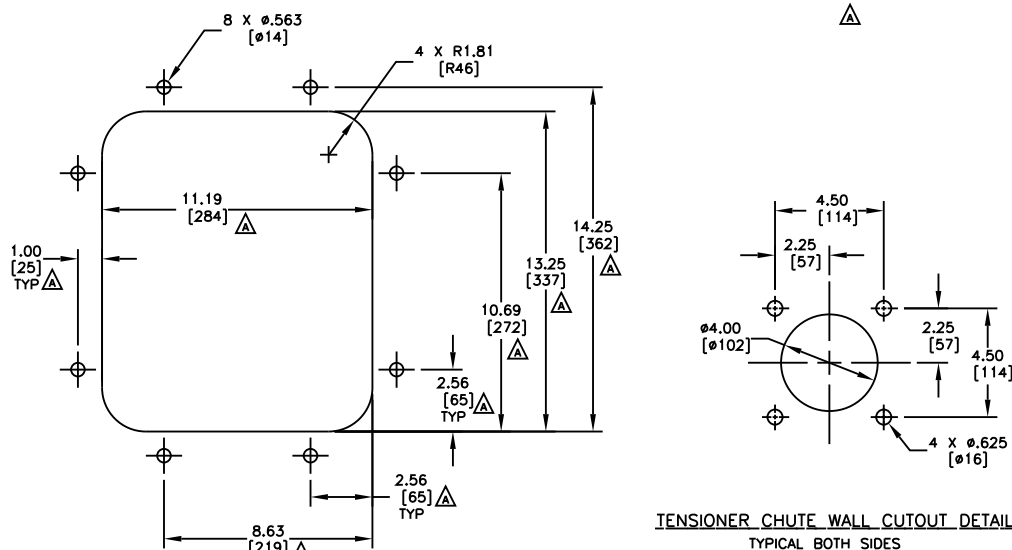 8 X ø.563
[ø14]
4 X R1.81
[R46]
A
11.19
[284] A
1.00
[25]
TYP A
14.25
[362]
A
13.25
[337]
A
10.69
[272]
A
2.56
[65] A
TYP
2.56
[65] A
TYP
8.63
[219] A
4.50
[114]
2.25
[57]
ø4.00
[ø102]
2.25
[57]
4.50
[114]
4 X ø.625
[ø16]
TENSIONER CHUTE WALL CUTOUT DETAIL
TYPICAL BOTH SIDES